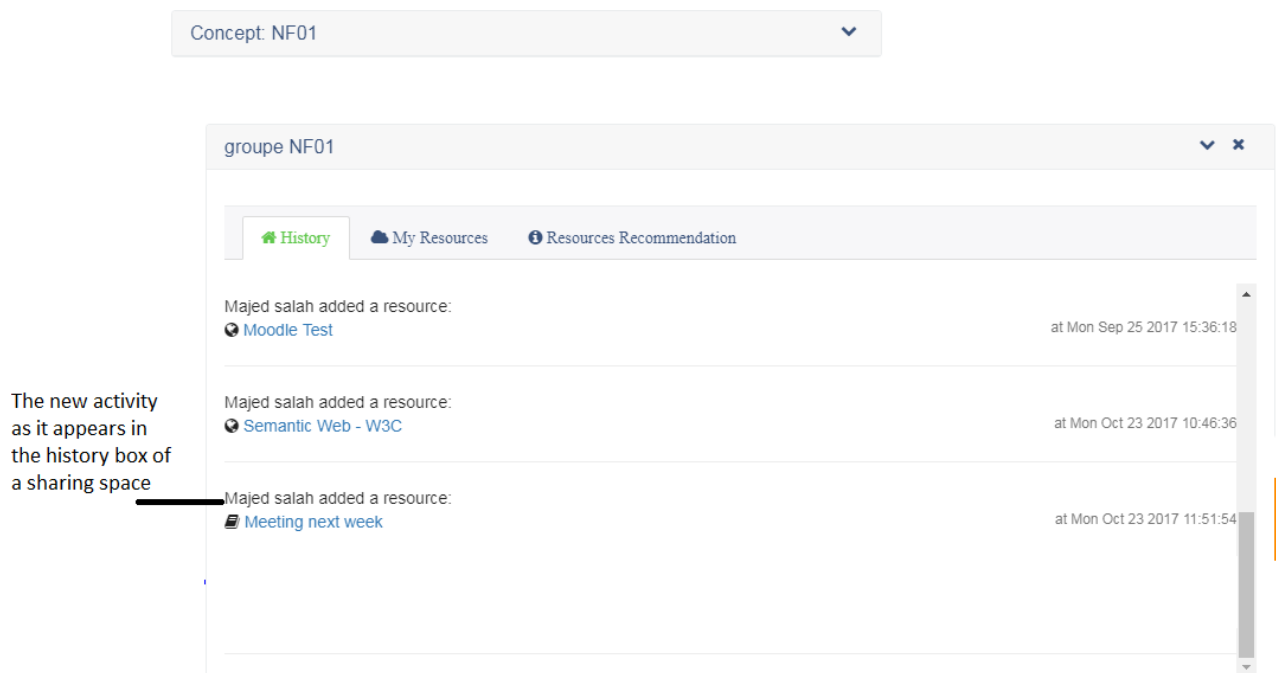 Concept: NF01
groupe NF01
History My Resources Resources Recommendation
Majed salah added a resource:
Moodle Test
at Mon Sep 25 2017 15:36:18
Majed salah added a resource:
Semantic Web - W3C
at Mon Oct 23 2017 10:46:36
The new activity
as it appears in
the history box of
a sharing space
Majed salah added a resource:
Meeting next week
at Mon Oct 23 2017 11:51:54